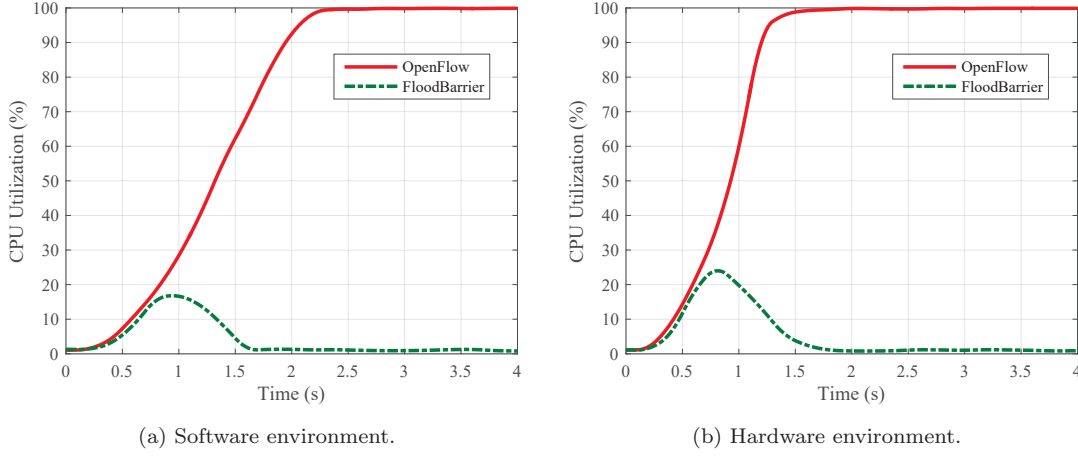 CPU Utilization (%)
100
90
80
70
60
50
40
30
20
10
0
OpenFlow
FloodBarrier
0 0.5 1 1.5 2 2.5 3 3.5 4
Time (s)
(a) Software environment.
CPU Utilization (%)
100
90
80
70
60
50
40
30
20
10
0
OpenFlow
FloodBarrier
0 0.5 1 1.5 2 2.5 3 3.5 4
Time (s)
(b) Hardware environment.